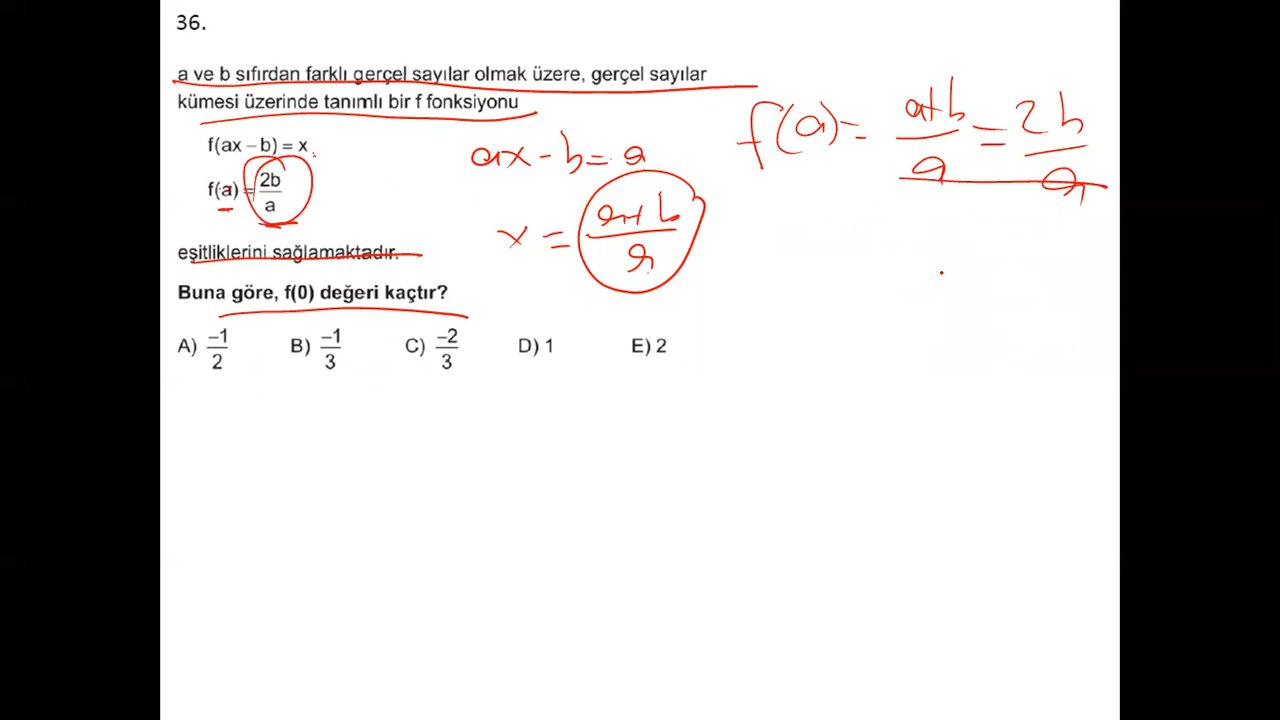 36.
a ve b sıfırdan farklı gerçel sayılar olmak üzere, gerçel sayılar
kümesi üzerinde tanımlı bir f fonksiyonu
f(ax – b) = x
f(a) = 2b/a
eşitliklerini sağlamaktadır.
Buna göre, f(0) değeri kaçtır?
A) –1/2 B) –1/3 C) –2/3 D) 1 E) 2
ax - b = a
x = a+b/a
f(a) = a+b/a = 2b/a